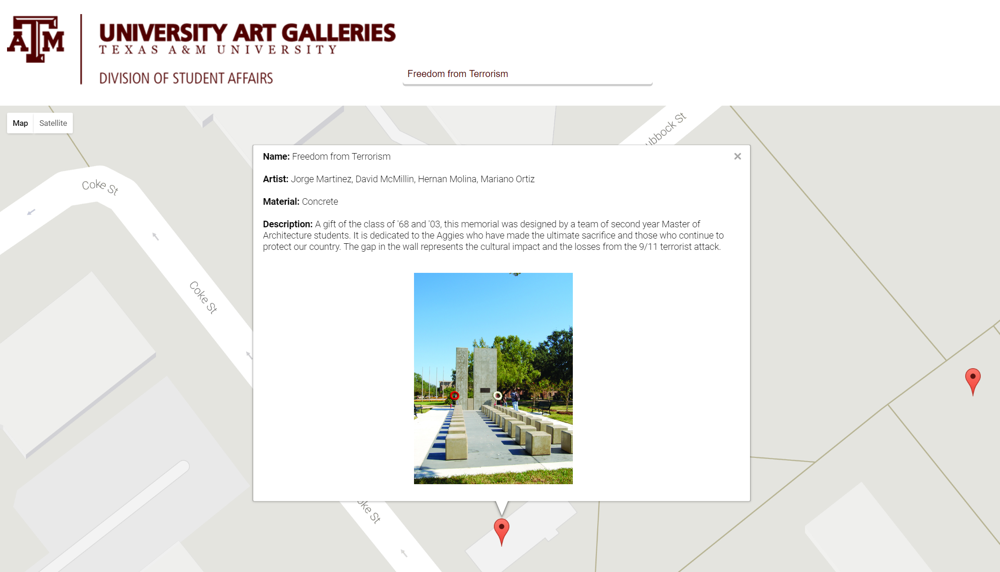 ATM
UNIVERSITY ART GALLERIES
TEXAS A&M UNIVERSITY
DIVISION OF STUDENT AFFAIRS
Freedom from Terrorism
Map Satellite
ubbock St
Name: Freedom from Terrorism
Artist: Jorge Martinez, David McMillin, Hernan Molina, Mariano Ortiz
Material: Concrete
Description: A gift of the class of '68 and '03, this memorial was designed by a team of second year Master of
Architecture students. It is dedicated to the Aggies who have made the ultimate sacrifice and those who continue to
protect our country. The gap in the wall represents the cultural impact and the losses from the 9/11 terrorist attack.
Coke St
Coke St
oke St